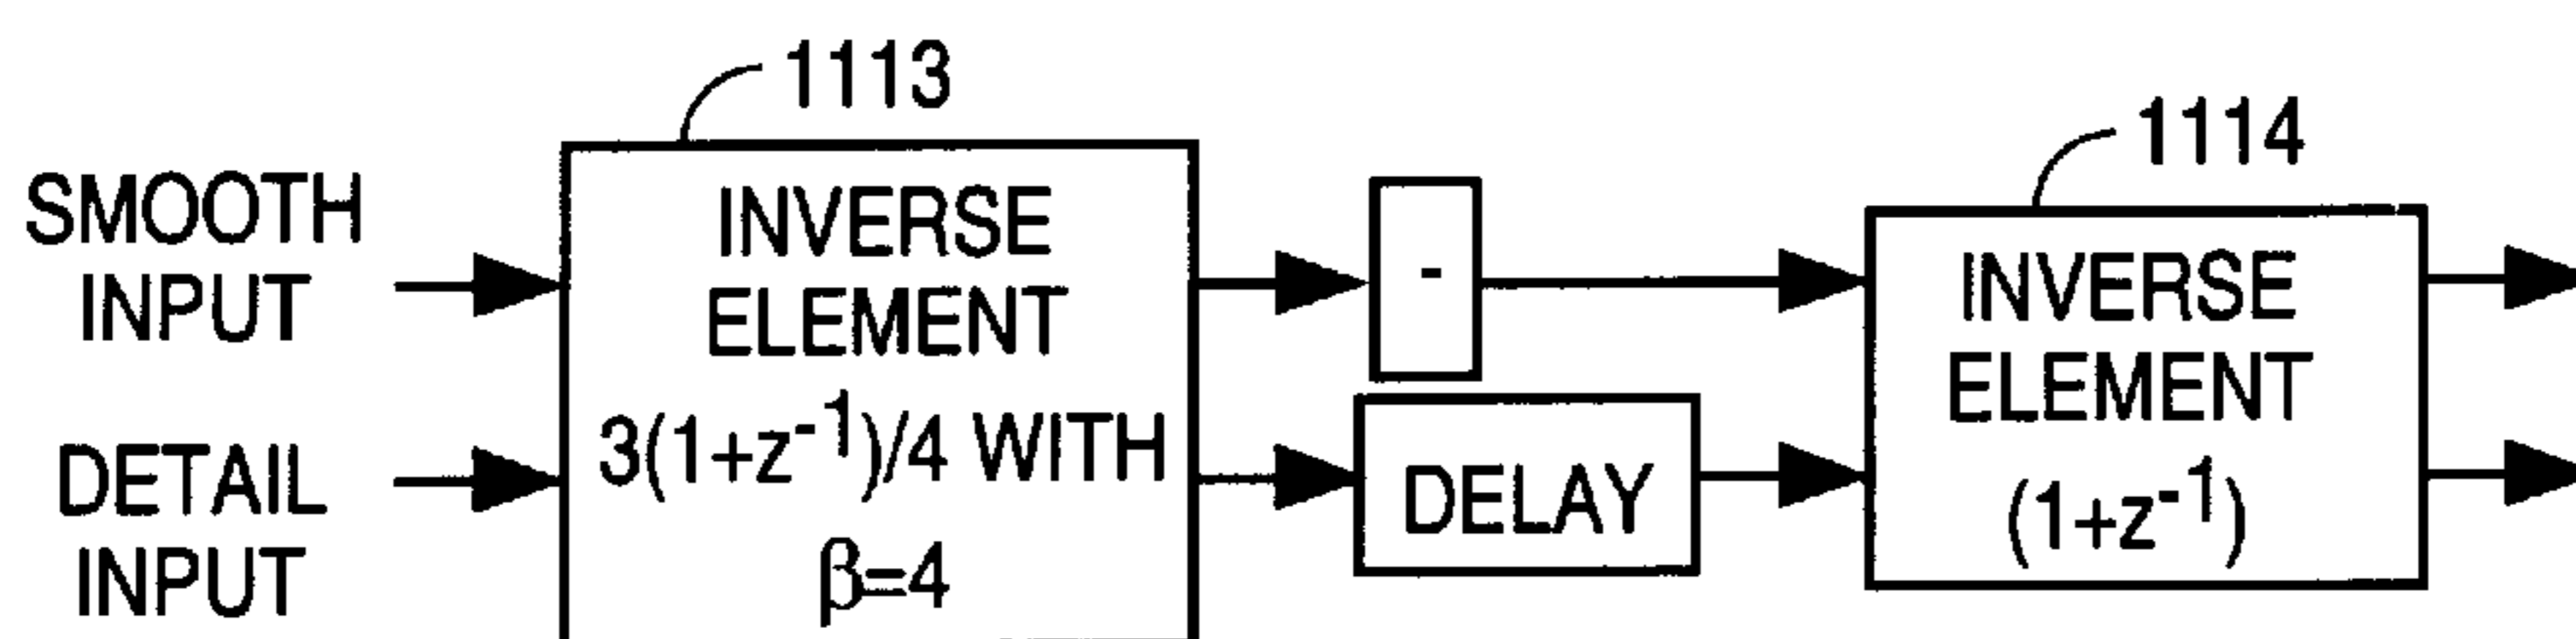 1113
1114
SMOOTH
INPUT
DETAIL
INPUT
INVERSE
ELEMENT
3(1+z⁻¹)/4 WITH
β=4
-
DELAY
INVERSE
ELEMENT
(1+z⁻¹)